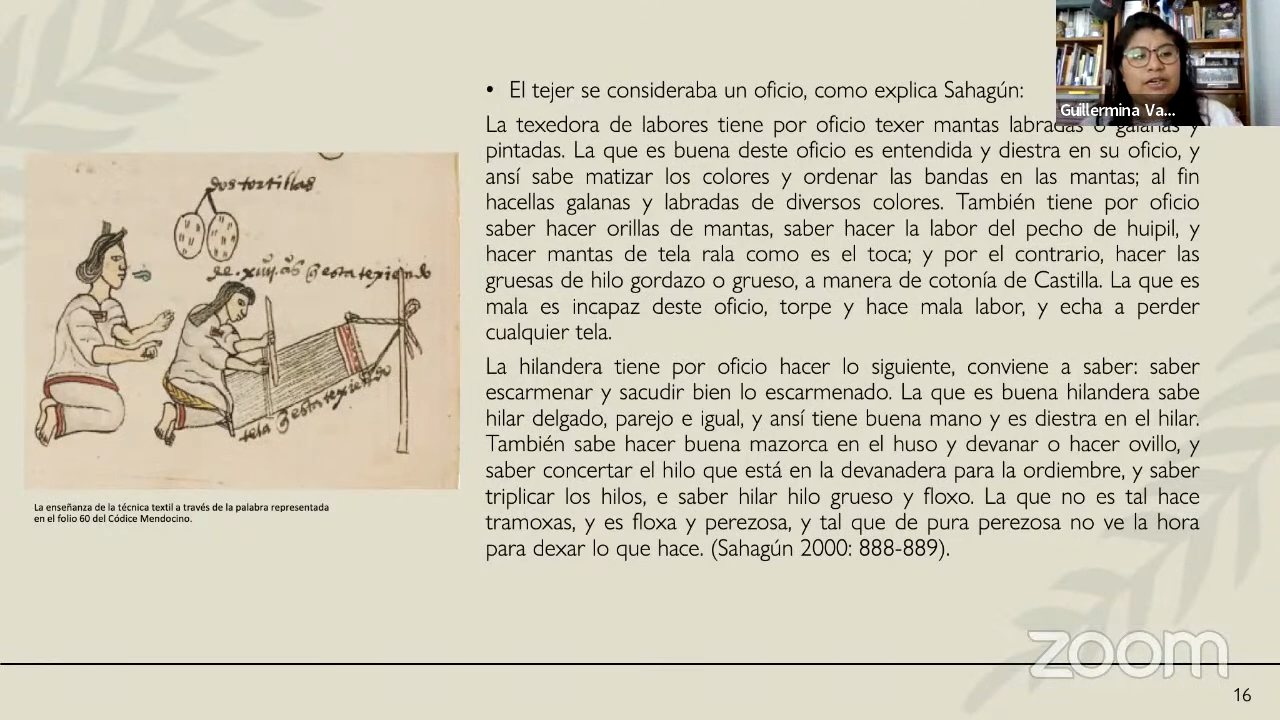 Guillermina Va...
• El tejer se consideraba un oficio, como explica Sahagún:
La texedora de labores tiene por oficio texer mantas labradas o galanas y
pintadas. La que es buena deste oficio es entendida y diestra en su oficio, y
ansí sabe matizar los colores y ordenar las bandas en las mantas; al fin
hacellas galanas y labradas de diversos colores. También tiene por oficio
saber hacer orillas de mantas, saber hacer la labor del pecho de huipil, y
hacer mantas de tela rala como es el toca; y por el contrario, hacer las
gruesas de hilo gordazo o grueso, a manera de cotonía de Castilla. La que es
mala es incapaz deste oficio, torpe y hace mala labor, y echa a perder
cualquier tela.
La hilandera tiene por oficio hacer lo siguiente, conviene a saber: saber
escarmenar y sacudir bien lo escarmenado. La que es buena hilandera sabe
hilar delgado, parejo e igual, y ansí tiene buena mano y es diestra en el hilar.
También sabe hacer buena mazorca en el huso y devanar o hacer ovillo, y
saber concertar el hilo que está en la devanadera para la ordiembre, y saber
triplicar los hilos, e saber hilar hilo grueso y floxo. La que no es tal hace
tramoxas, y es floxa y perezosa, y tal que de pura perezosa no ve la hora
para dexar lo que hace. (Sahagún 2000: 888-889).
dos tortillas
esta texiendo
tela
La enseñanza de la técnica textil a través de la palabra representada
en el folio 60 del Códice Mendocino.
zoom
16